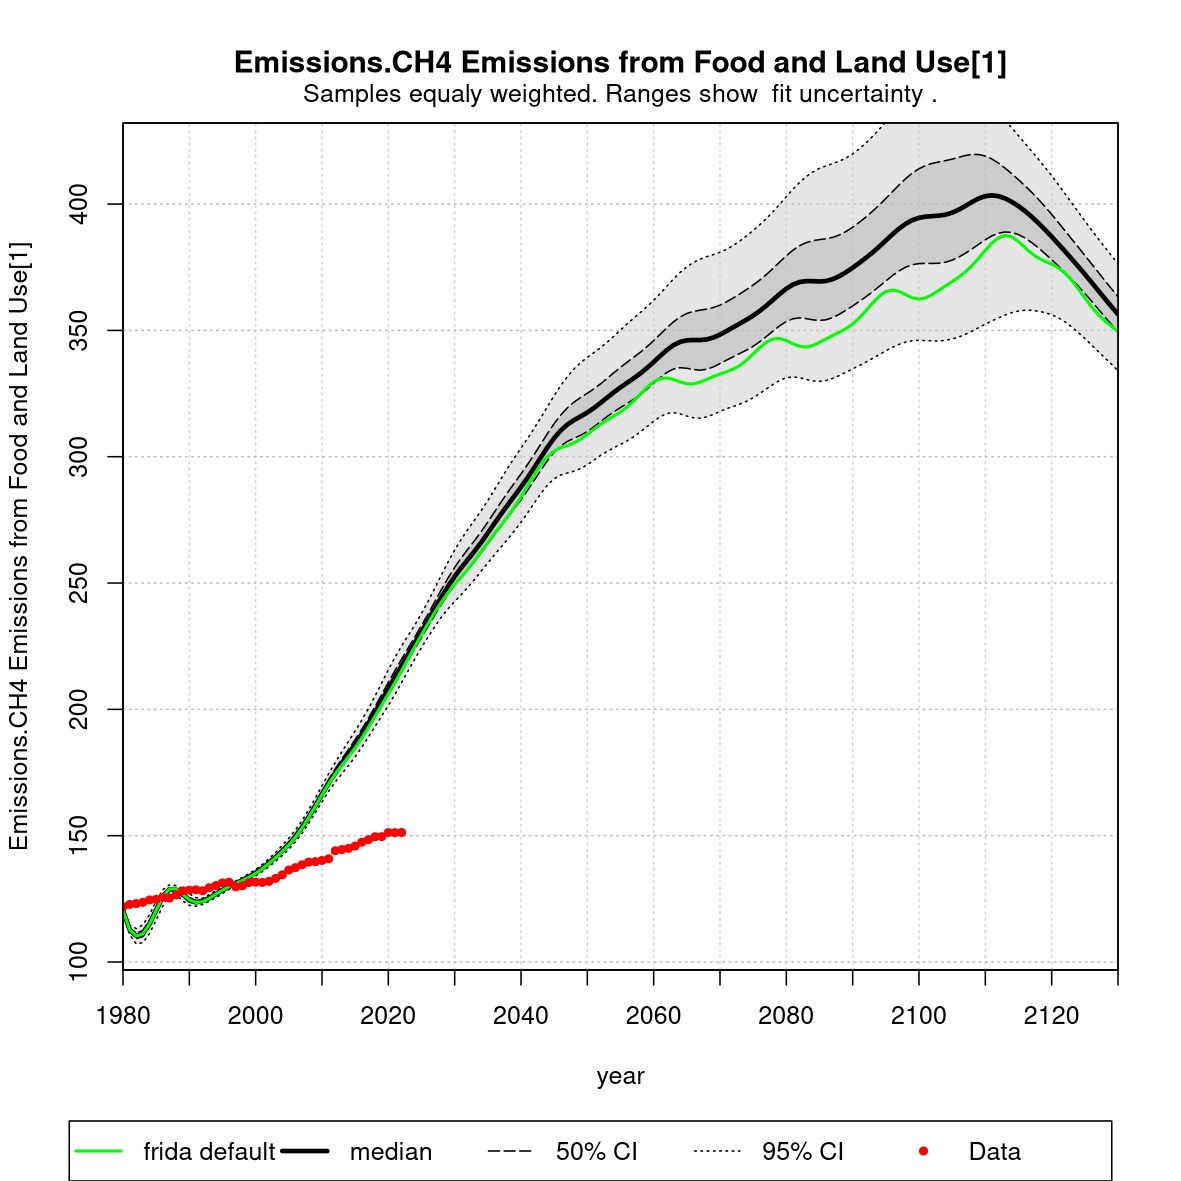 Emissions.CH4 Emissions from Food and Land Use[1]
Samples equaly weighted. Ranges show  fit uncertainty .
Emissions.CH4 Emissions from Food and Land Use[1]
400
350
300
250
200
150
100
1980 2000 2020 2040 2060 2080 2100 2120
year
frida default median 50% CI 95% CI Data